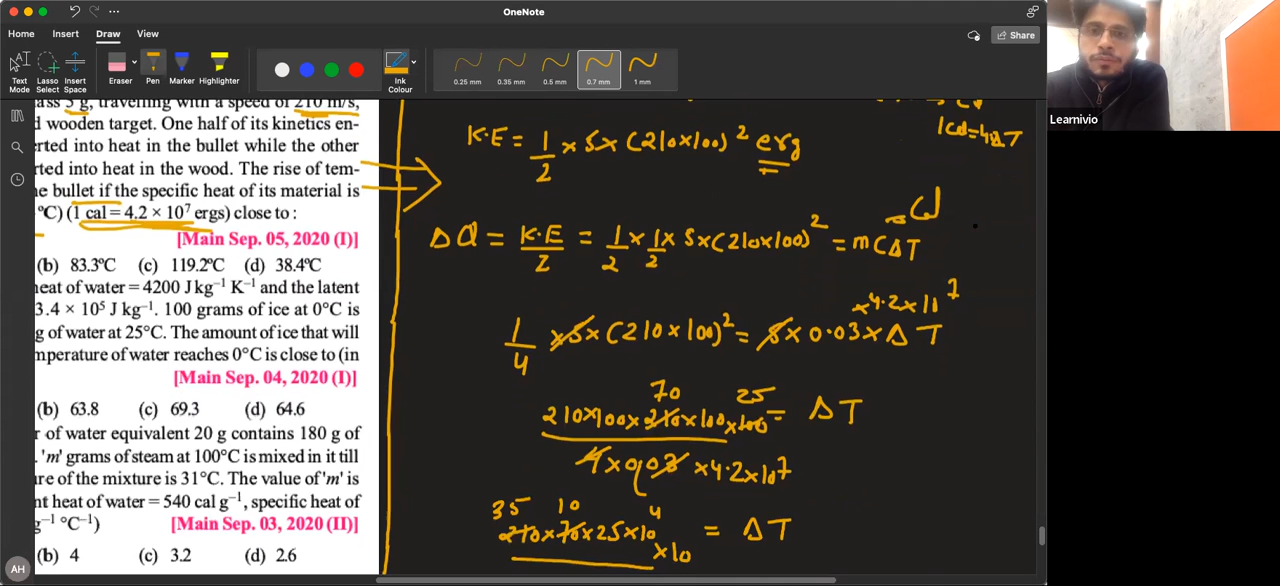 OneNote
Home Insert Draw View
Share
Text Mode Lasso Select Insert Space Eraser Pen Marker Highlighter
0.25 mm 0.35 mm 0.5 mm 0.7 mm 1 mm
Ink Colour
Learnivio
ass 5 g, travelling with a speed of 210 m/s,
d wooden target. One half of its kinetics en-
rted into heat in the bullet while the other
rted into heat in the wood. The rise of tem-
e bullet if the specific heat of its material is
°C) (1 cal = 4.2 × 10⁷ ergs) close to :
[Main Sep. 05, 2020 (I)]
(b) 83.3ºC (c) 119.2ºC (d) 38.4ºC
eat of water = 4200 J kg⁻¹ K⁻¹ and the latent
3.4 × 10⁵ J kg⁻¹. 100 grams of ice at 0°C is
g of water at 25°C. The amount of ice that will
mperature of water reaches 0°C is close to (in
[Main Sep. 04, 2020 (I)]
(b) 63.8 (c) 69.3 (d) 64.6
r of water equivalent 20 g contains 180 g of
'm' grams of steam at 100°C is mixed in it till
ure of the mixture is 31°C. The value of 'm' is
nt heat of water = 540 cal g⁻¹, specific heat of
g⁻¹ °C⁻¹) [Main Sep. 03, 2020 (II)]
(b) 4 (c) 3.2 (d) 2.6
AH
K·E = 1/2 × 5 × (210×100)² erg
ΔQ = K·E/2 = 1/2 × 1/2 × 5 × (210×100)² = mCΔT
×4.2×10⁷
1/4 ×5× (210×100)² = 5× 0.03 × ΔT
70 25
210×100×210×100×100 = ΔT
4×003 ×4.2×10⁷
35 10 4
210×70×25×10 = ΔT
×10